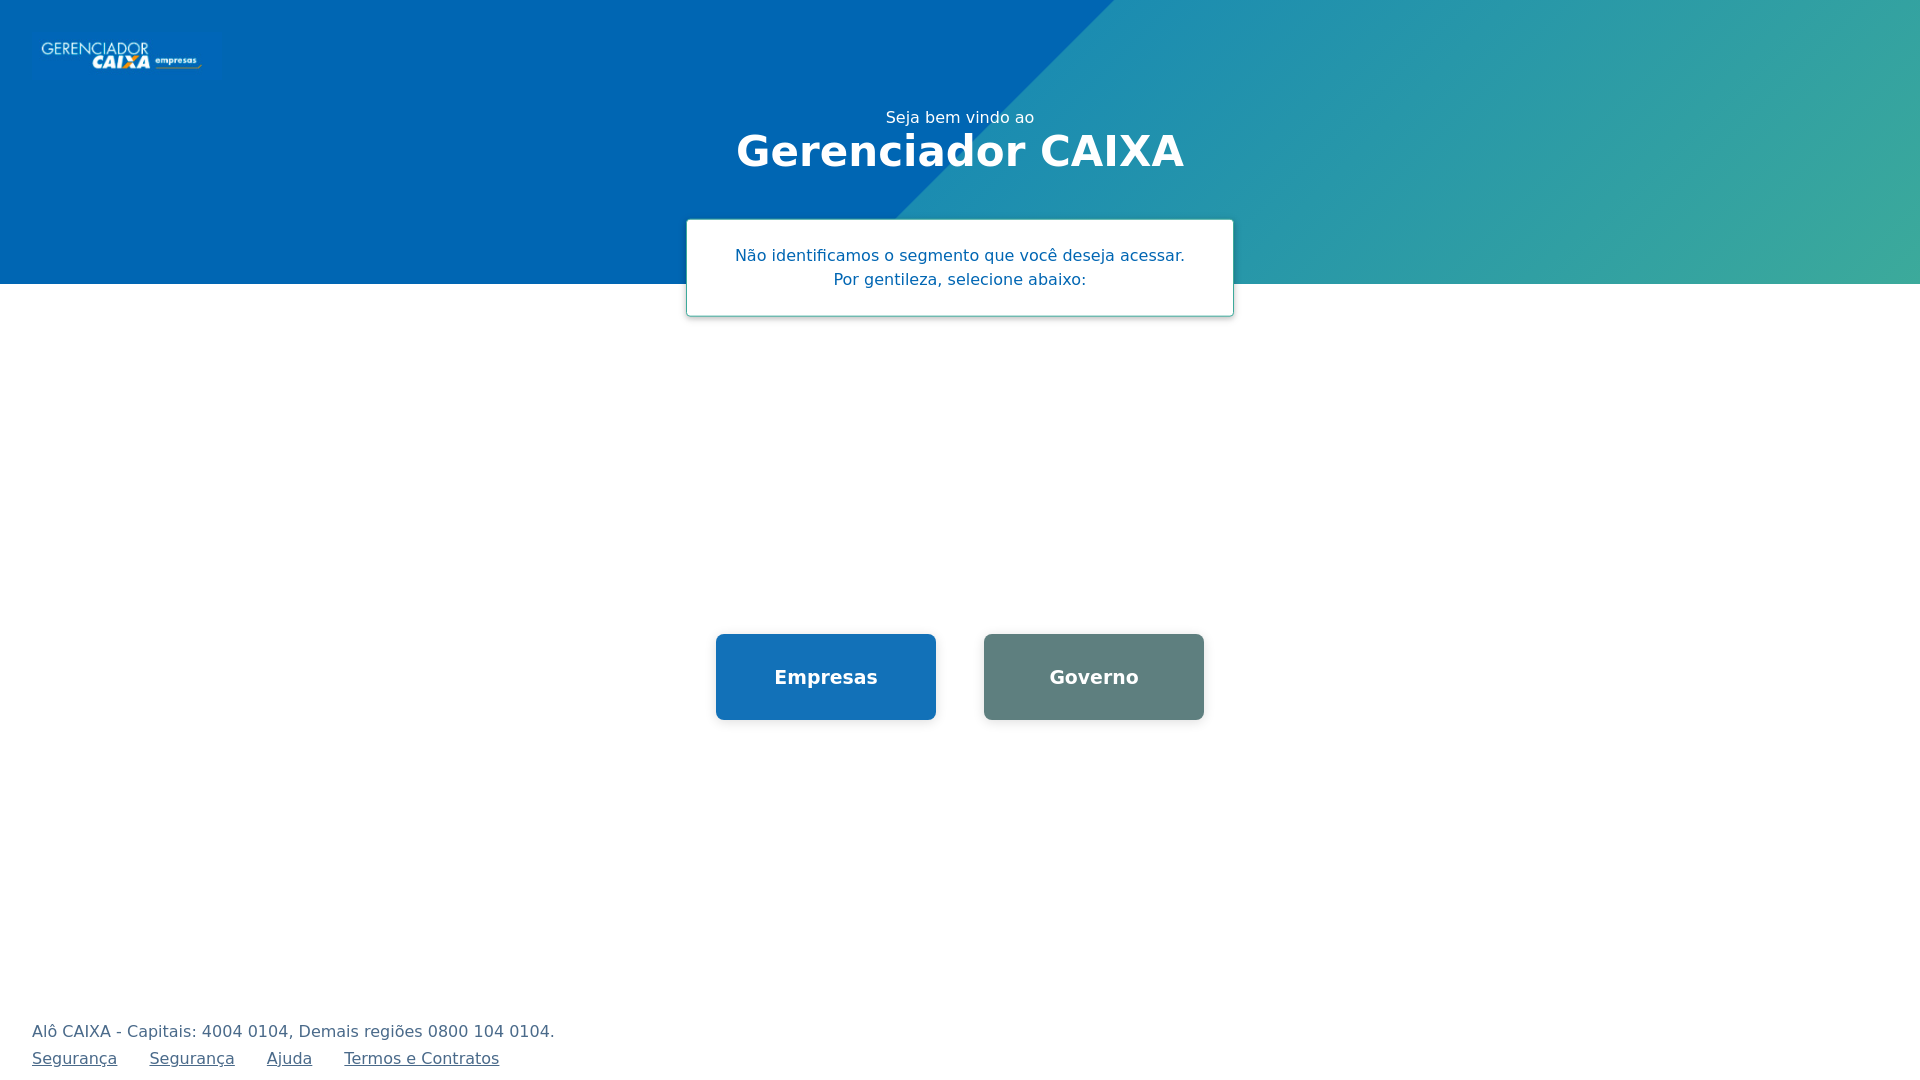 GERENCIADOR
CAIXA empresas
Seja bem vindo ao
Gerenciador CAIXA
Não identificamos o segmento que você deseja acessar.
Por gentileza, selecione abaixo:
Empresas
Governo
Alô CAIXA - Capitais: 4004 0104, Demais regiões 0800 104 0104.
Segurança Segurança Ajuda Termos e Contratos